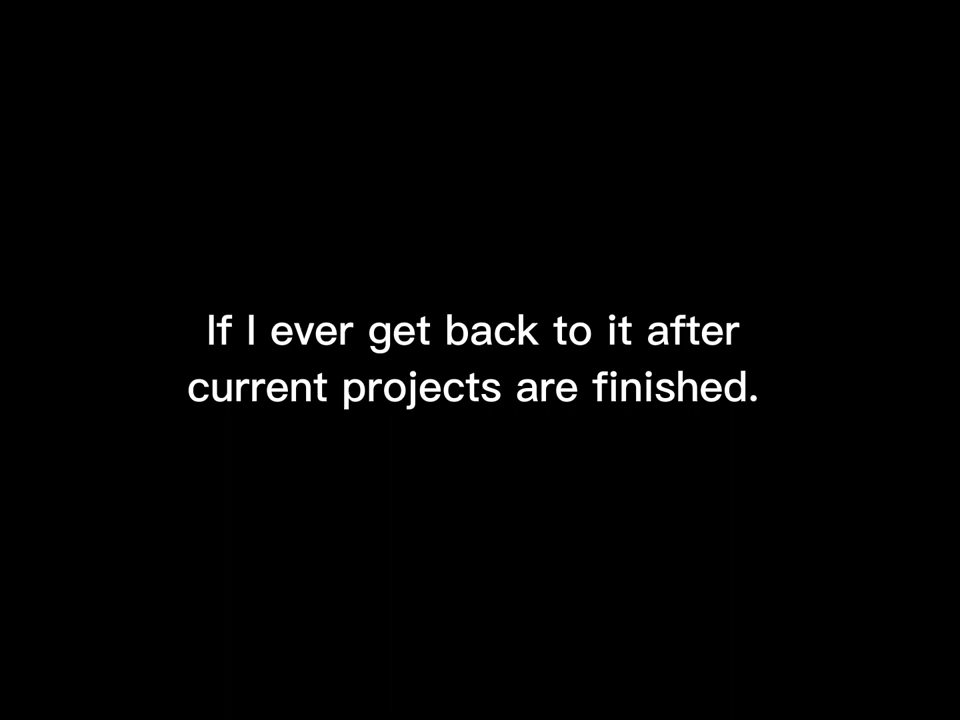 If I ever get back to it after
current projects are finished.